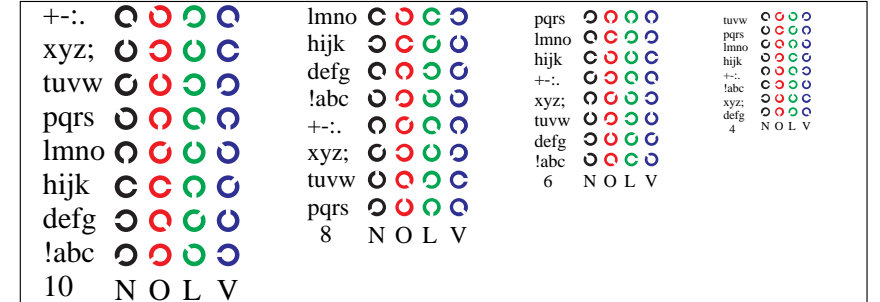 +-:.
xyz;
tuvw
pqrs
lmno
hijk
defg
!abc
10 N O L V
lmno
hijk
defg
!abc
+-:.
xyz;
tuvw
pqrs
8 N O L V
pqrs
lmno
hijk
+-:.
xyz;
tuvw
defg
!abc
6 N O L V
tuvw
pqrs
lmno
hijk
+-:.
!abc
xyz;
defg
4 N O L V